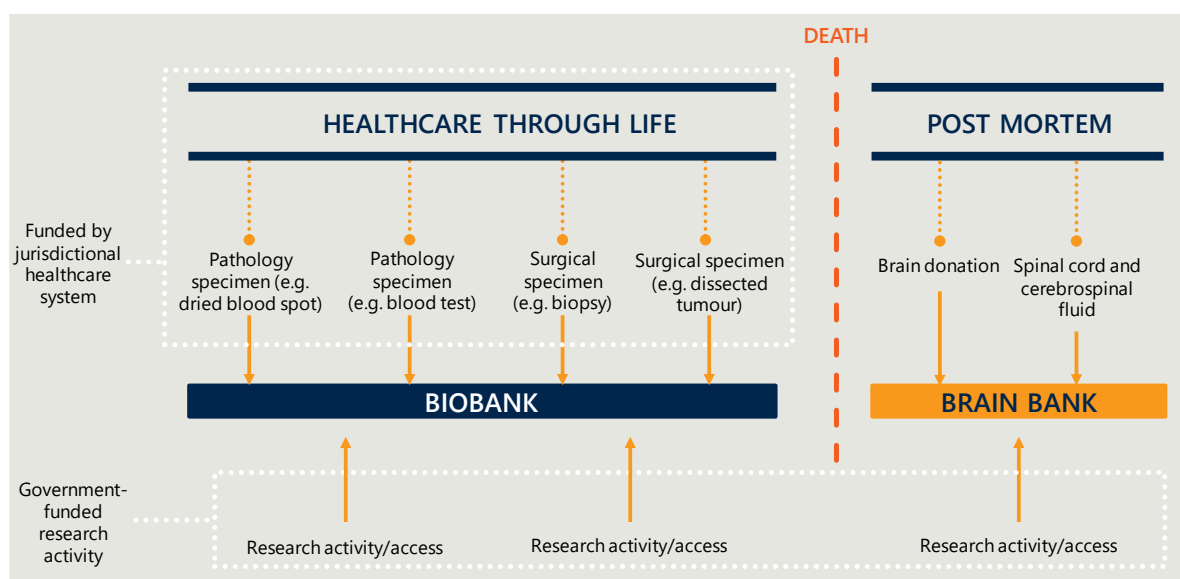 DEATH
HEALTHCARE THROUGH LIFE
POST MORTEM
Funded by
jurisdictional
healthcare
system
Pathology
specimen (e.g.
dried blood spot)
Pathology
specimen
(e.g. blood test)
Surgical
specimen
(e.g. biopsy)
Surgical specimen
(e.g. dissected
tumour)
Brain donation
Spinal cord and
cerebrospinal
fluid
BIOBANK
BRAIN BANK
Government-
funded
research
activity
Research activity/access
Research activity/access
Research activity/access